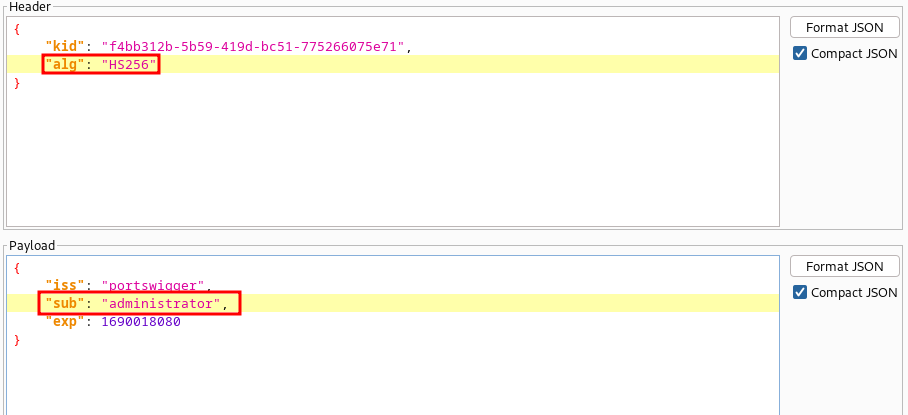 Header
{
"kid": "f4bb312b-5b59-419d-bc51-775266075e71",
"alg": "HS256"
}
Format JSON
Compact JSON
Payload
{
"iss": "portswigger",
"sub": "administrator",
"exp": 1690018080
}
Format JSON
Compact JSON